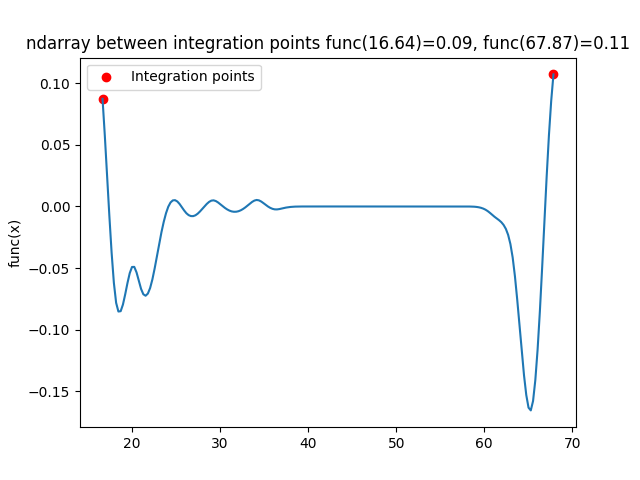 ndarray between integration points func(16.64)=0.09, func(67.87)=0.11
Integration points
func(x)
0.10
0.05
0.00
−0.05
−0.10
−0.15
20 30 40 50 60 70